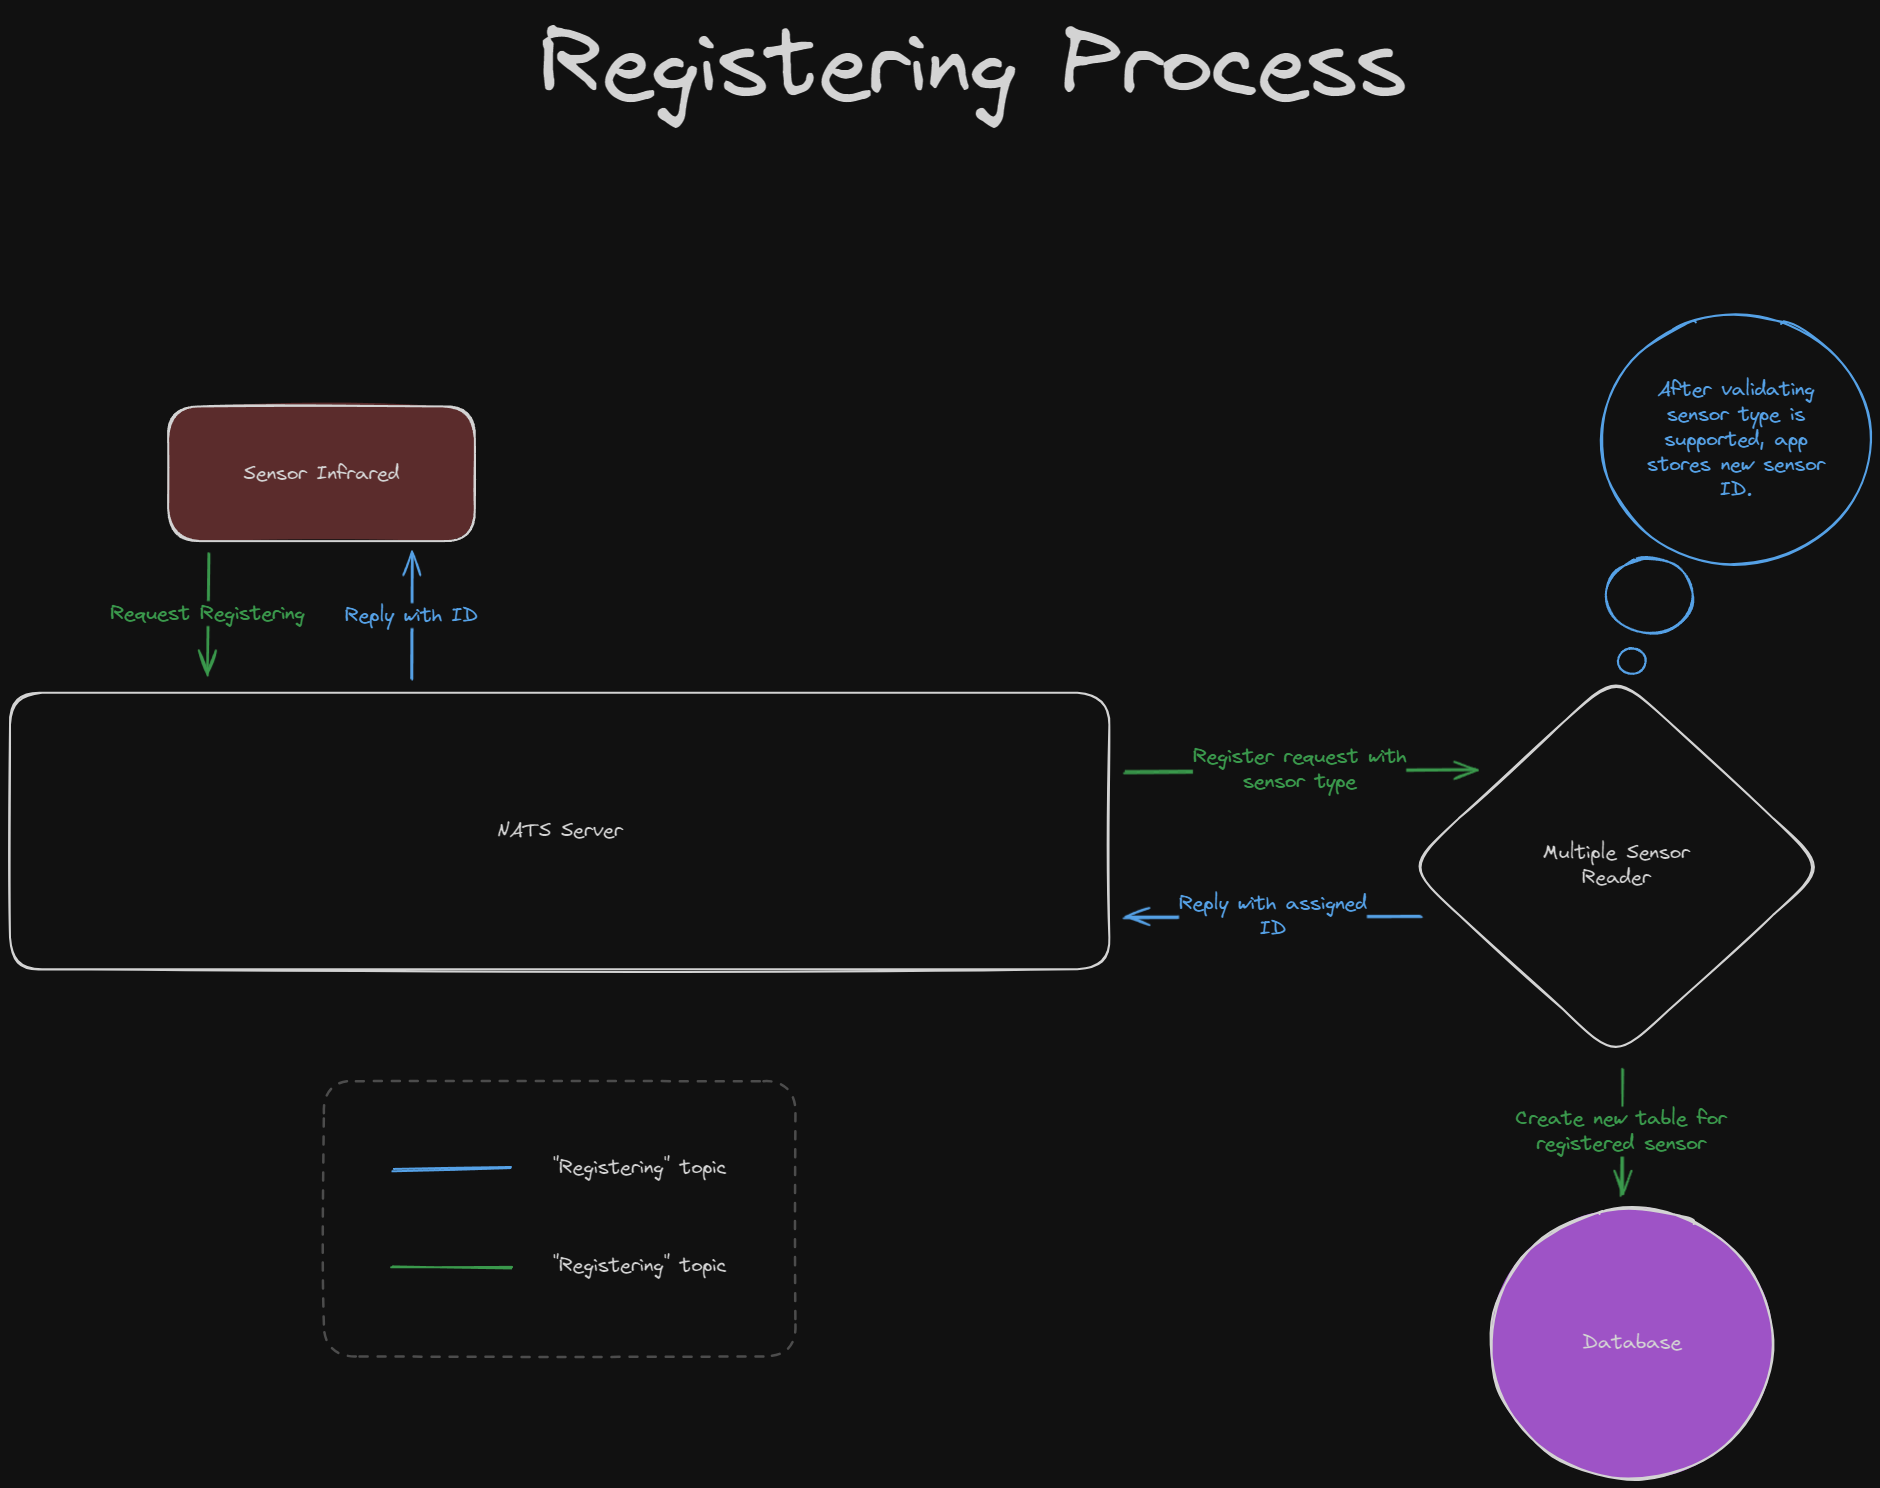 Registering Process
After validating
sensor type is
supported, app
stores new sensor
ID.
Sensor Infrared
Request Registering
Reply with ID
Register request with
sensor type
NATS Server
Multiple Sensor
Reader
Reply with assigned
ID
Create new table for
registered sensor
"Registering" topic
"Registering" topic
Database